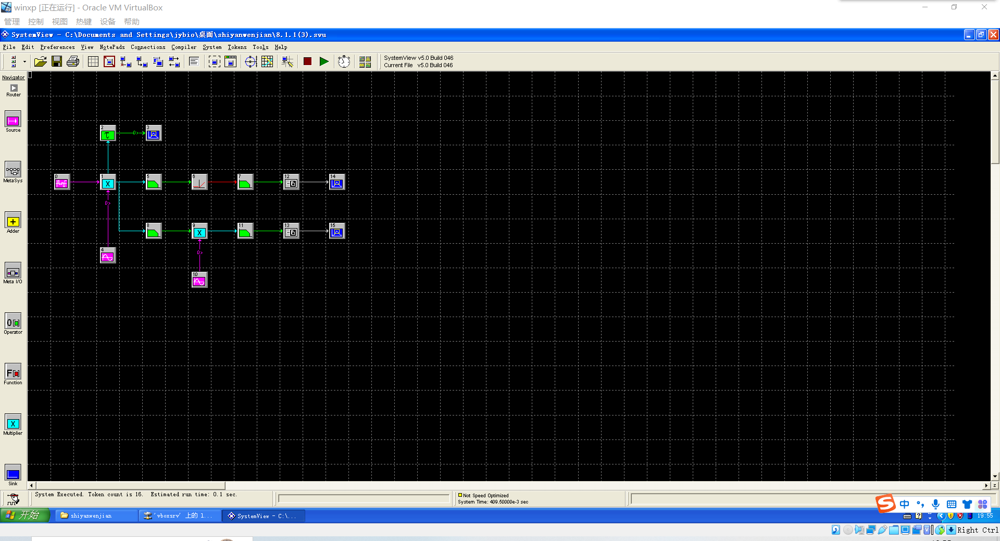 winxp [正在运行] - Oracle VM VirtualBox
管理 控制 视图 热键 设备 帮助
SystemView - C:\Documents and Settings\jybio\桌面\shiyanwenjian\8.1.1(3).svu
File Edit Preferences View NotePads Connections Compiler System Tokens Tools Help
SystemView v5.0 Build 046
Current File v5.0 Build 046
Navigator
Router
Source
MetaSys
Adder
Meta I/O
Operator
Function
Multiplier
Sink
2
3
0
1
5
6
7
12
14
8
9
11
13
15
4
10
System Executed. Token count is 16. Estimated run time: 0.1 sec.
Not Speed Optimized
System Time: 409.50000e-3 sec
中
开始
shiyanwenjian
'vboxsrv' 上的 l...
SystemView - C:\...
19:55
Right Ctrl